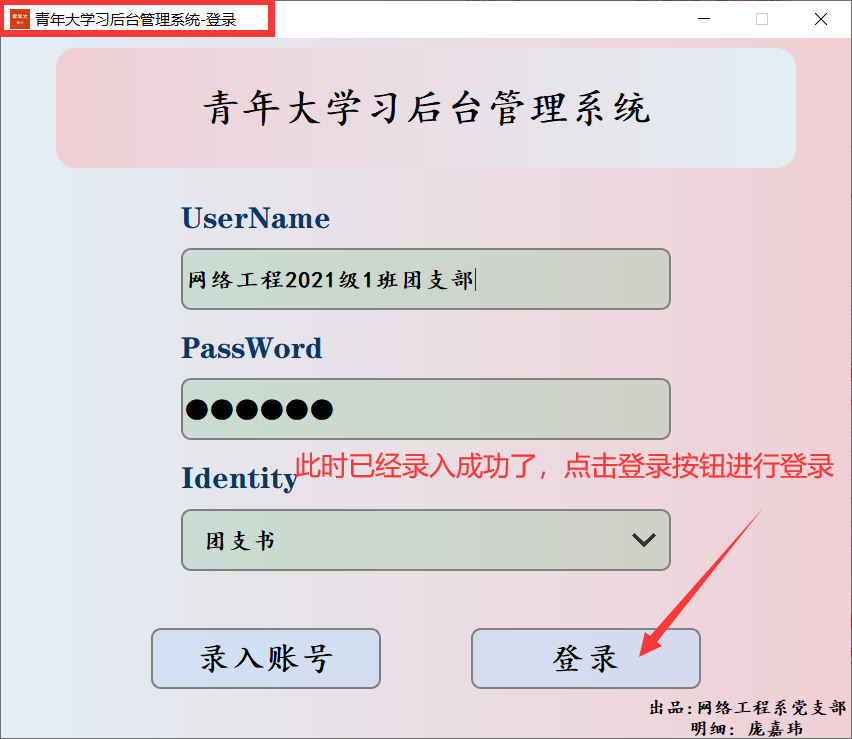 青年大学习后台管理系统-登录
青年大学习后台管理系统
UserName
网络工程2021级1班团支部
PassWord
●●●●●●
Identity
此时已经录入成功了，点击登录按钮进行登录
团支书
录入账号
登录
出品:网络工程系党支部
明细: 庞嘉玮